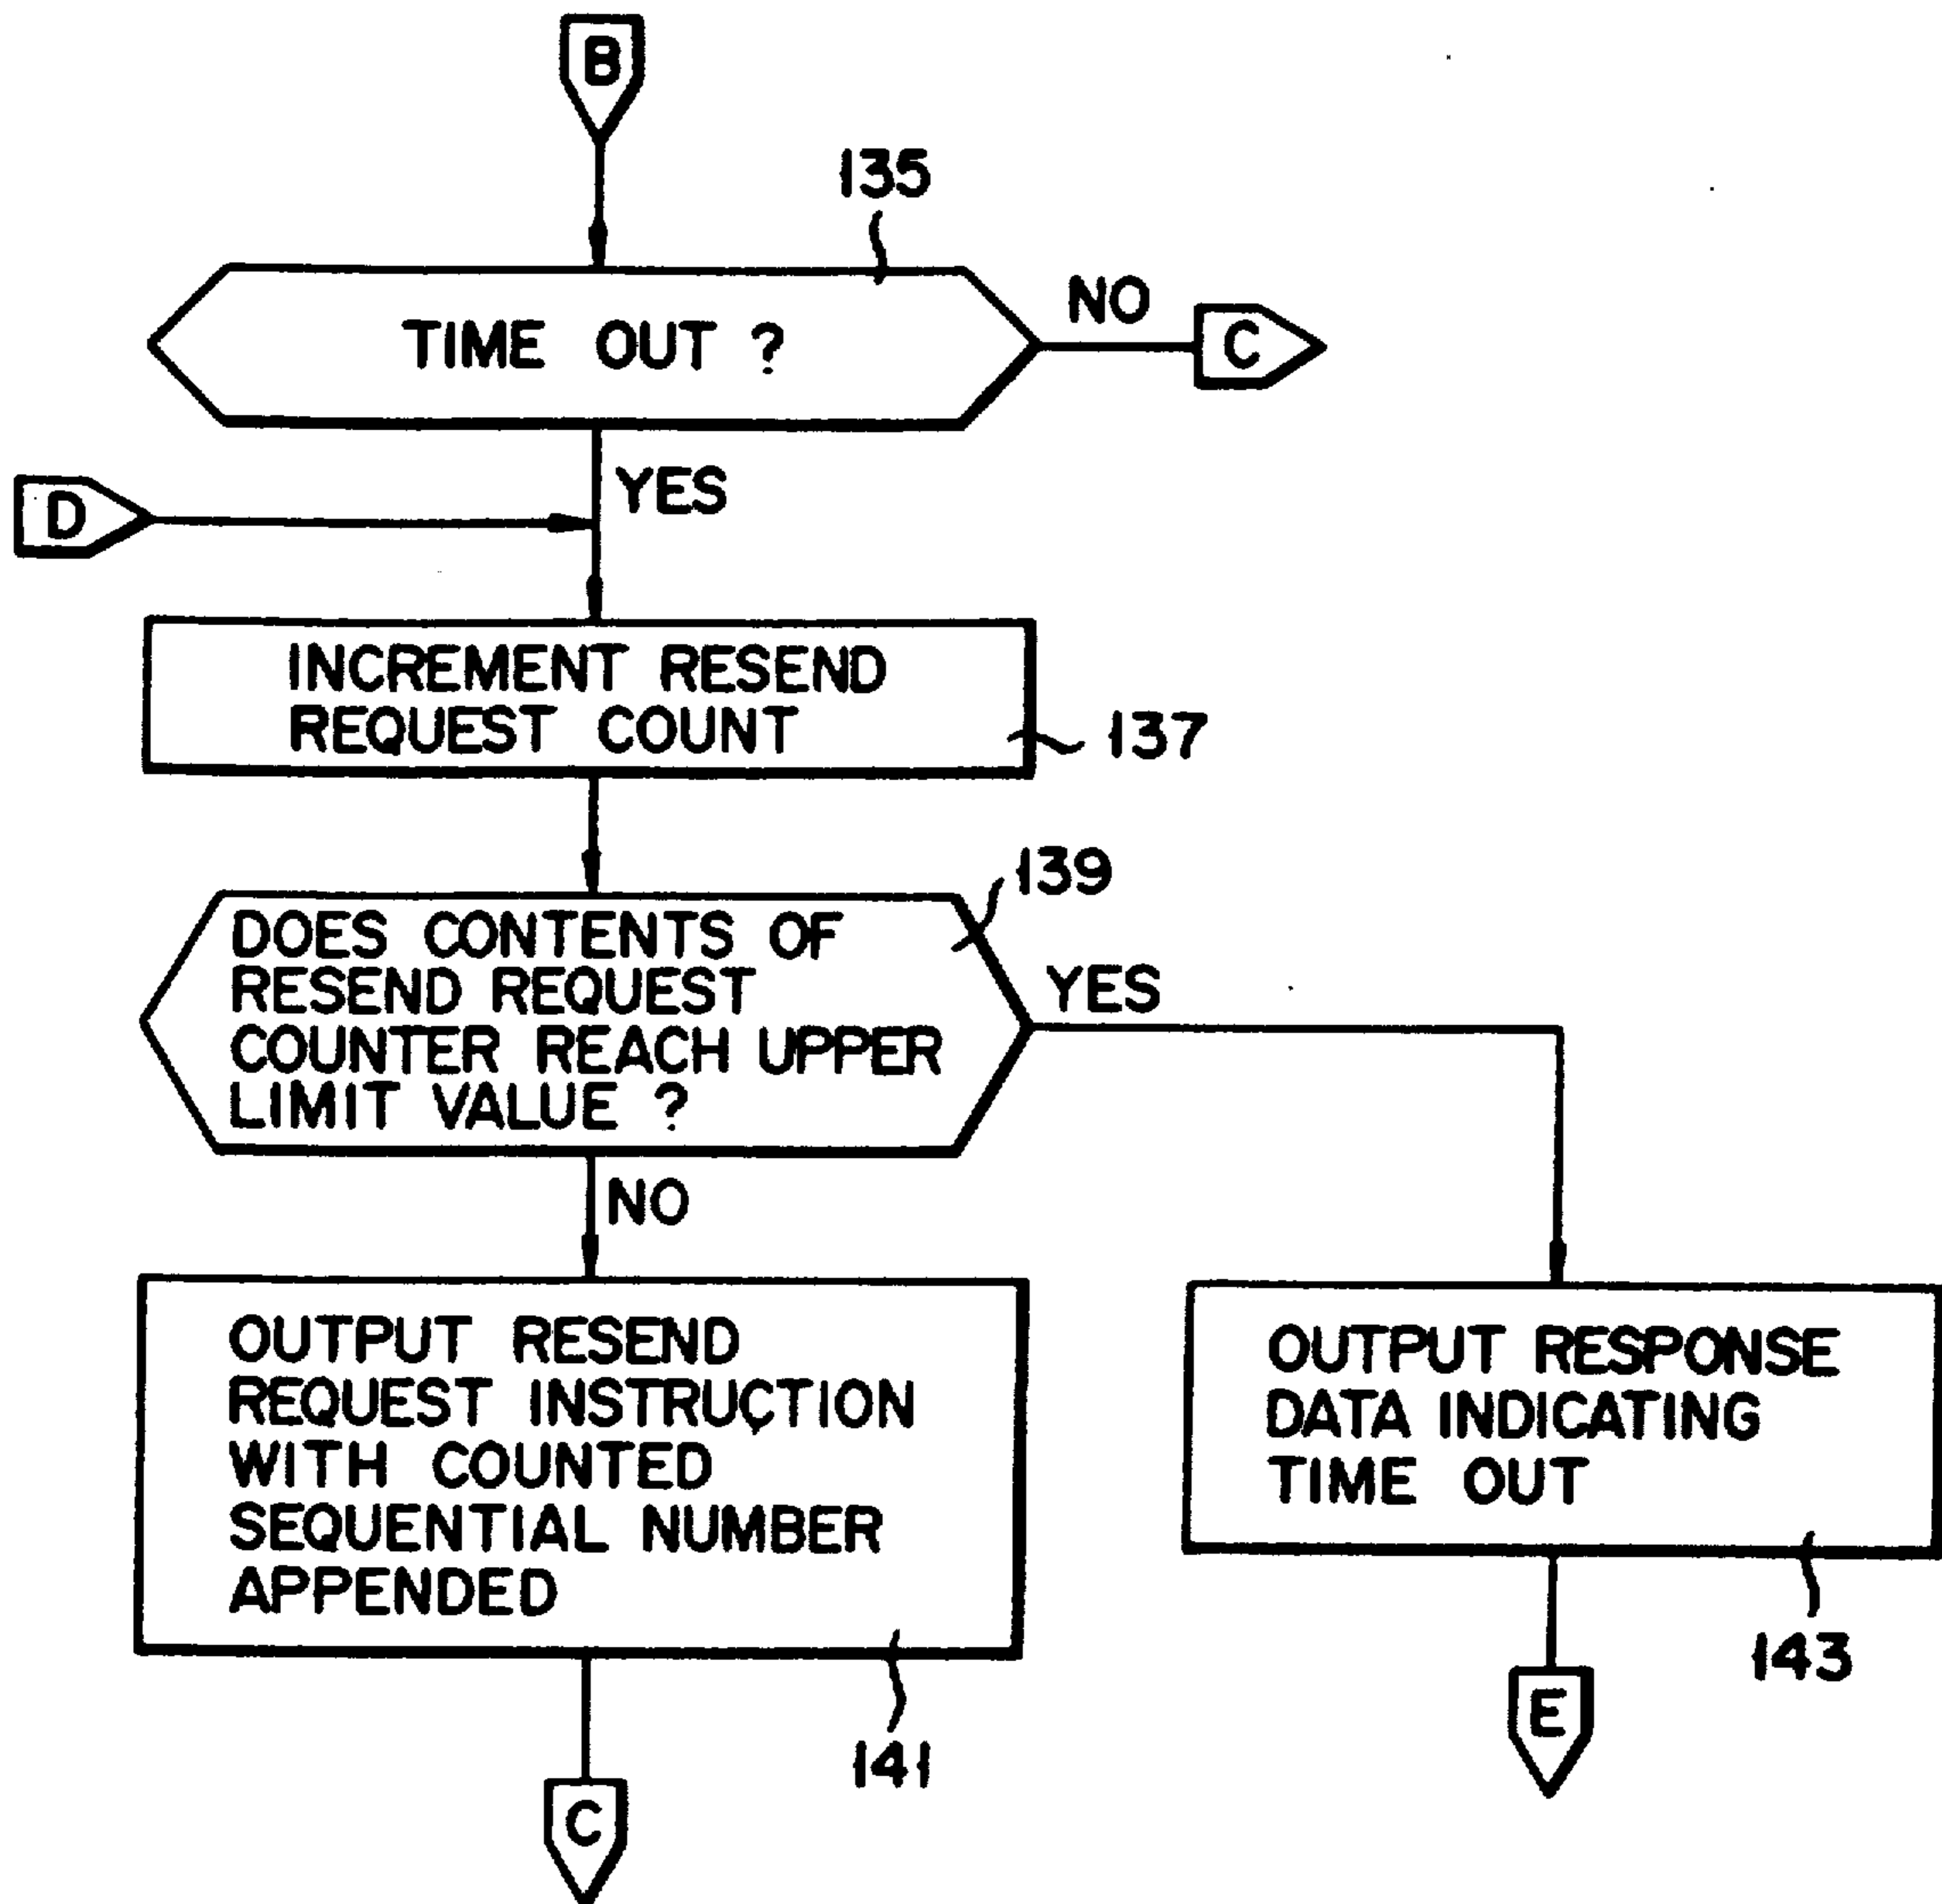 B
135
TIME OUT ?
NO
C
YES
D
INCREMENT RESEND
REQUEST COUNT
137
139
DOES CONTENTS OF
RESEND REQUEST
COUNTER REACH UPPER
LIMIT VALUE ?
YES
NO
OUTPUT RESEND
REQUEST INSTRUCTION
WITH COUNTED
SEQUENTIAL NUMBER
APPENDED
141
C
OUTPUT RESPONSE
DATA INDICATING
TIME OUT
143
E